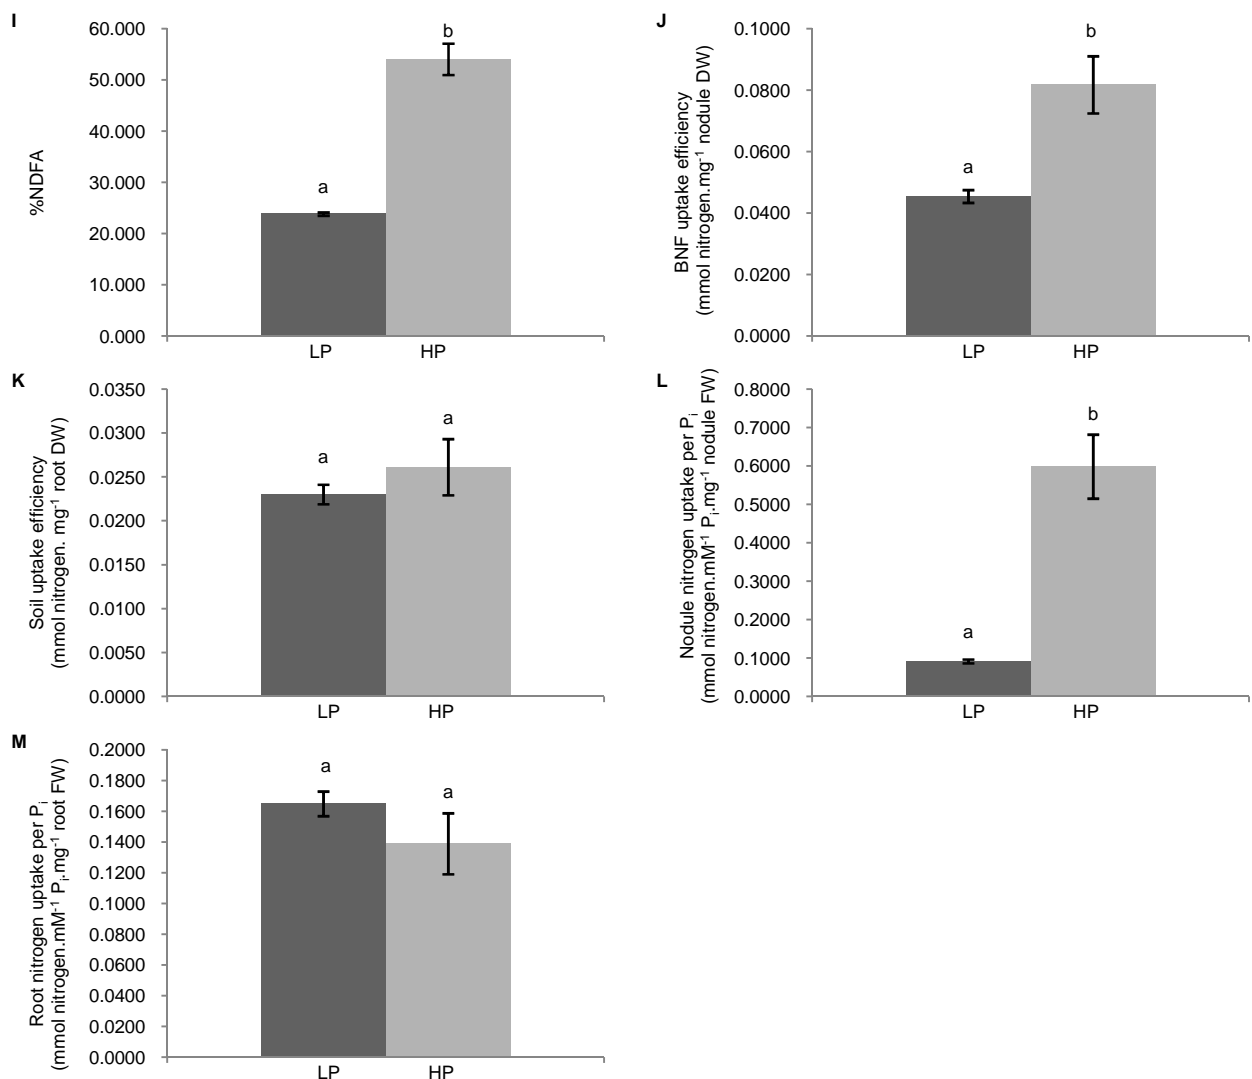 I
%NDFA
60.000
50.000
40.000
30.000
20.000
10.000
0.000
a
b
LP HP
J
BNF uptake efficiency
(mmol nitrogen.mg⁻¹ nodule DW)
0.1000
0.0800
0.0600
0.0400
0.0200
0.0000
a
b
LP HP
K
Soil uptake efficiency
(mmol nitrogen. mg⁻¹ root DW)
0.0350
0.0300
0.0250
0.0200
0.0150
0.0100
0.0050
0.0000
a
a
LP HP
L
Nodule nitrogen uptake per Pᵢ
(mmol nitrogen.mM⁻¹ Pᵢ.mg⁻¹ nodule FW)
0.8000
0.7000
0.6000
0.5000
0.4000
0.3000
0.2000
0.1000
0.0000
a
b
LP HP
M
Root nitrogen uptake per Pᵢ
(mmol nitrogen.mM⁻¹ Pᵢ.mg⁻¹ root FW)
0.2000
0.1800
0.1600
0.1400
0.1200
0.1000
0.0800
0.0600
0.0400
0.0200
0.0000
a
a
LP HP